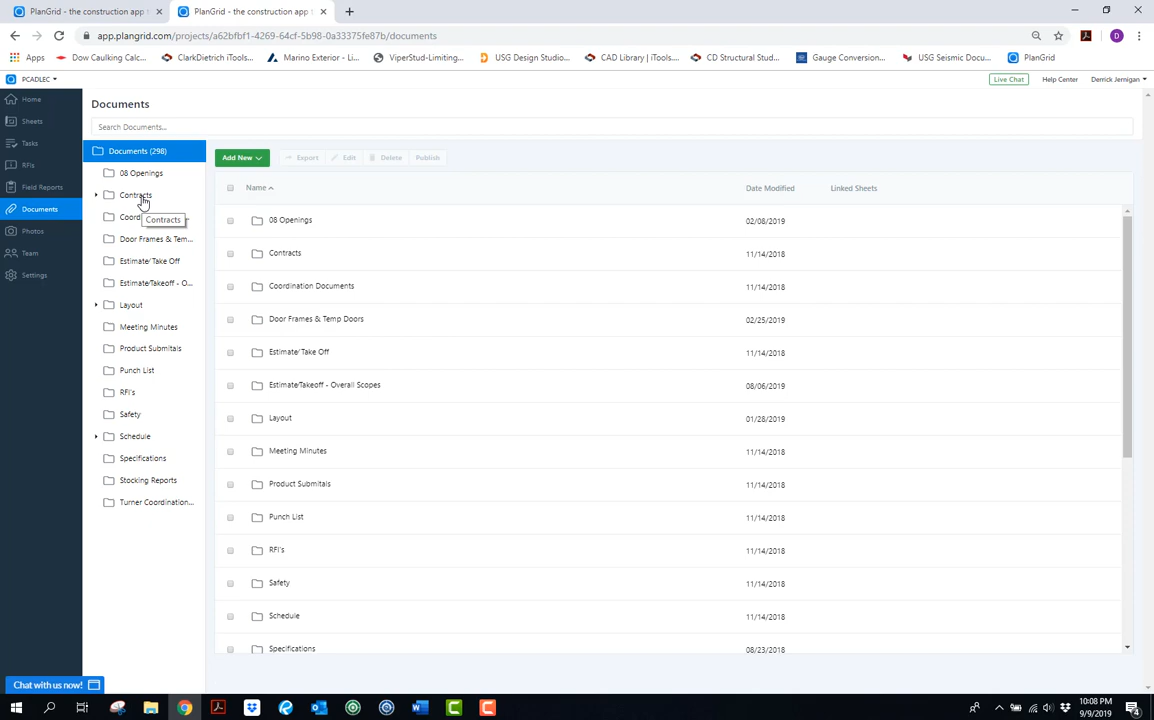 PlanGrid - the construction app
PlanGrid - the construction app t
app.plangrid.com/projects/a62bfbf1-4269-64cf-5b98-0a33375fe87b/documents
D
Apps
Dow Caulking Calc...
ClarkDietrich iTools...
Marino Exterior - Li...
ViperStud-Limiting...
USG Design Studio...
CAD Library | iTools....
CD Structural Stud...
Gauge Conversion...
USG Seismic Docu...
PlanGrid
PCADLEC
Live Chat
Help Center
Derrick Jernigan
Home
Sheets
Tasks
RFIs
Field Reports
Documents
Photos
Team
Settings
Documents
Search Documents...
Documents (298)
08 Openings
Contracts
Coord
Contracts
Door Frames & Tem...
Estimate/ Take Off
Estimate/Takeoff - O...
Layout
Meeting Minutes
Product Submitals
Punch List
RFI's
Safety
Schedule
Specifications
Stocking Reports
Turner Coordination...
Add New
Export
Edit
Delete
Publish
Name
Date Modified
Linked Sheets
08 Openings
02/08/2019
Contracts
11/14/2018
Coordination Documents
11/14/2018
Door Frames & Temp Doors
02/25/2019
Estimate/ Take Off
11/14/2018
Estimate/Takeoff - Overall Scopes
08/06/2019
Layout
01/28/2019
Meeting Minutes
11/14/2018
Product Submitals
11/14/2018
Punch List
11/14/2018
RFI's
11/14/2018
Safety
11/14/2018
Schedule
11/14/2018
Specifications
08/23/2018
Chat with us now!
10:08 PM
9/9/2019
4